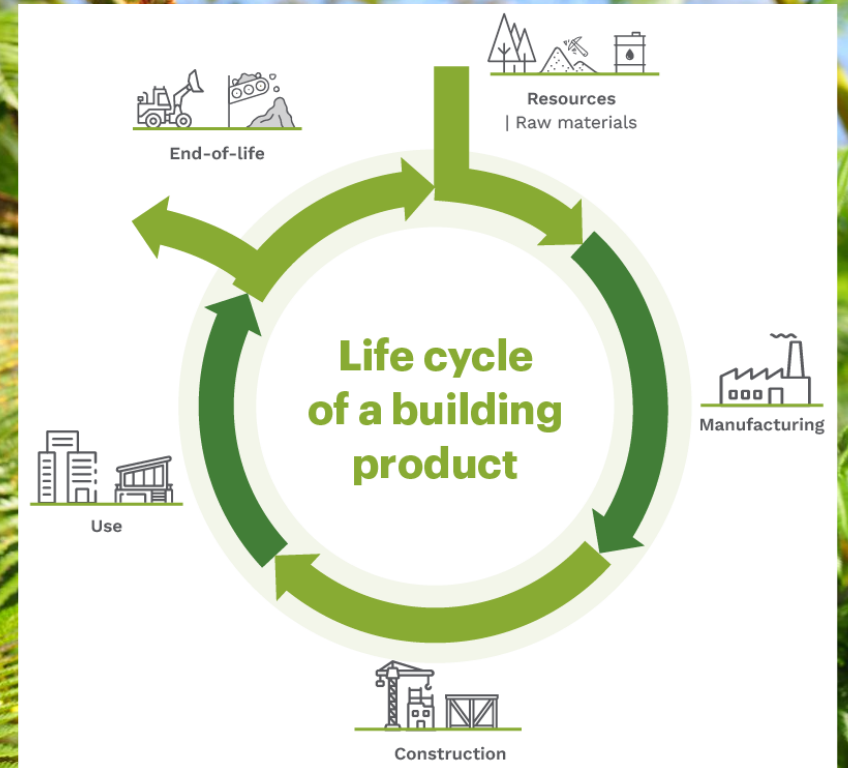 Resources
| Raw materials
End-of-life
Life cycle
of a building
product
Manufacturing
Use
Construction